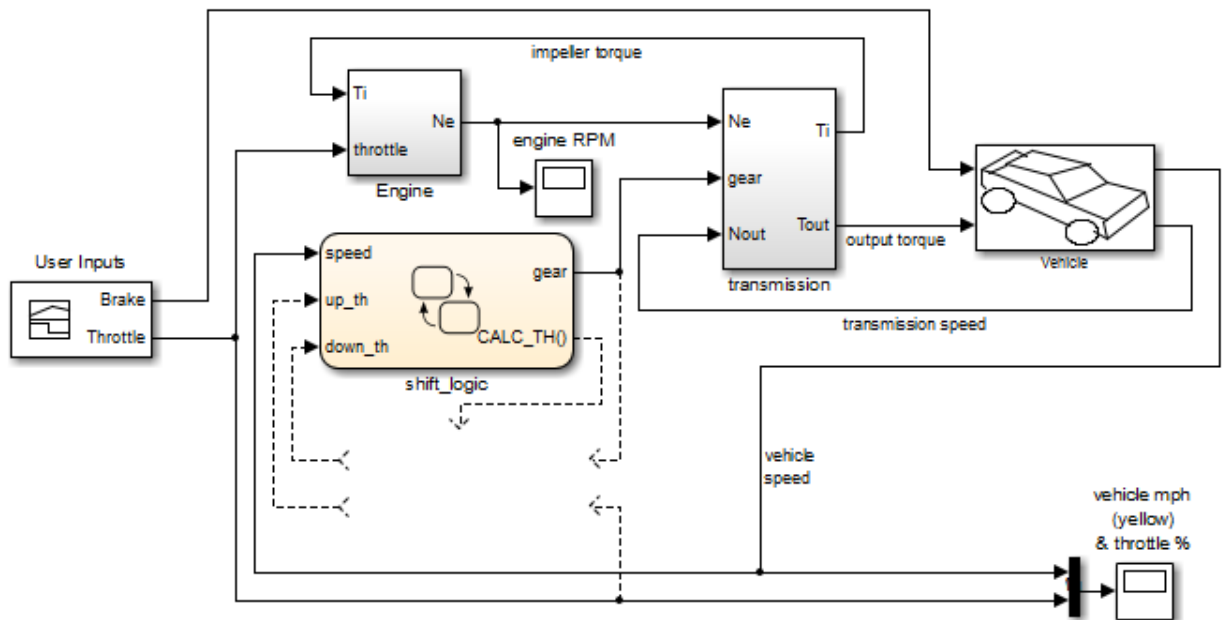 impeller torque
Ti
Ne
throttle
Engine
engine RPM
Ne
Ti
gear
Nout
Tout
transmission
output torque
Vehicle
transmission speed
User Inputs
Brake
Throttle
speed
gear
up_th
down_th
CALC_TH()
shift_logic
vehicle
speed
vehicle mph
(yellow)
& throttle %